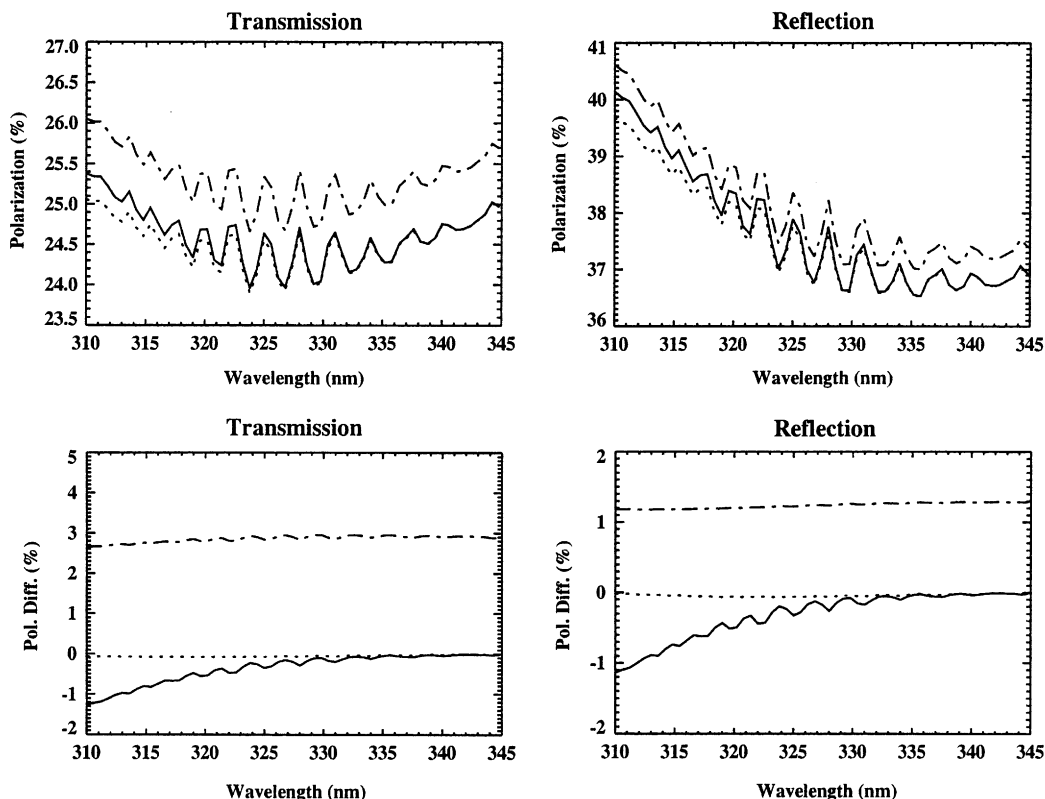 Transmission
27.0
26.5
26.0
25.5
25.0
24.5
24.0
23.5
Polarization (%)
310 315 320 325 330 335 340 345
Wavelength (nm)
Reflection
41
40
39
38
37
36
Polarization (%)
310 315 320 325 330 335 340 345
Wavelength (nm)
Transmission
5
4
3
2
1
0
-1
-2
Pol. Diff. (%)
310 315 320 325 330 335 340 345
Wavelength (nm)
Reflection
2
1
0
-1
-2
Pol. Diff. (%)
310 315 320 325 330 335 340 345
Wavelength (nm)